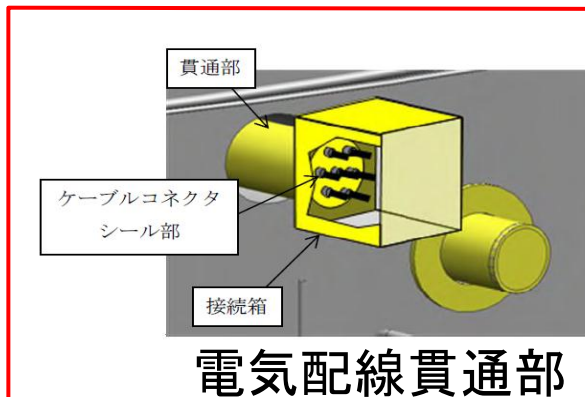 貫通部
ケーブルコネクタ
シール部
接続箱
電気配線貫通部